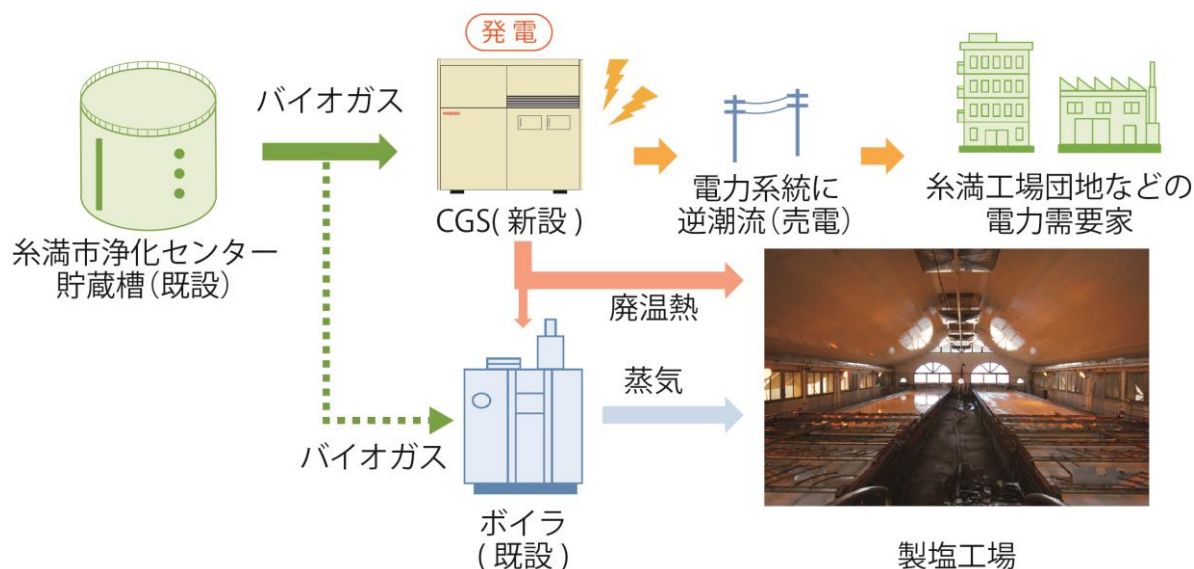 発電
バイオガス
CGS( 新設 )
糸満市浄化センター
貯蔵槽(既設)
電力系統に
逆潮流(売電)
糸満工場団地などの
電力需要家
廃温熱
蒸気
バイオガス
ボイラ
( 既設 )
製塩工場